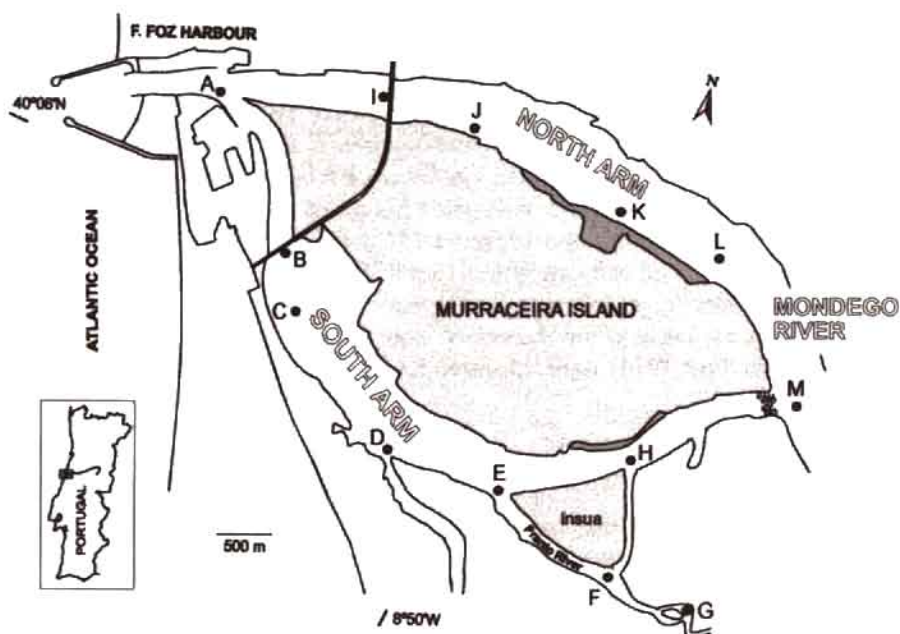 F. FOZ HARBOUR
A
I
40°08'N
J
N
NORTH ARM
K
L
B
ATLANTIC OCEAN
C
SOUTH ARM
MURRACEIRA ISLAND
MONDEGO
RIVER
M
D
H
E
PORTUGAL
500 m
Insua
Pranto River
F
G
8°50'W